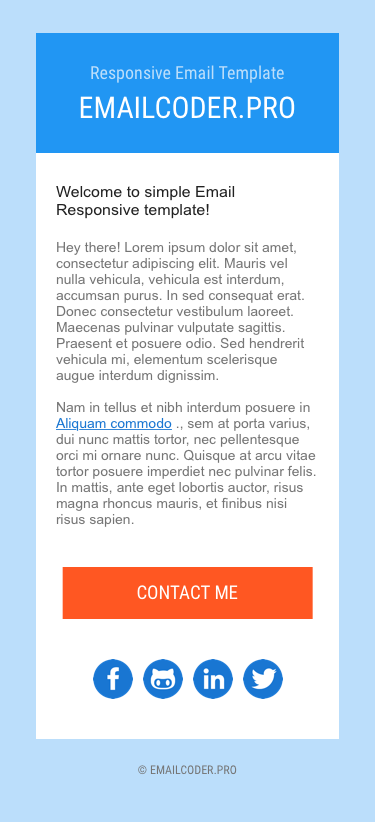 Responsive Email Template
EMAILCODER.PRO
Welcome to simple Email
Responsive template!
Hey there! Lorem ipsum dolor sit amet,
consectetur adipiscing elit. Mauris vel
nulla vehicula, vehicula est interdum,
accumsan purus. In sed consequat erat.
Donec consectetur vestibulum laoreet.
Maecenas pulvinar vulputate sagittis.
Praesent et posuere odio. Sed hendrerit
vehicula mi, elementum scelerisque
augue interdum dignissim.
Nam in tellus et nibh interdum posuere in
Aliquam commodo ., sem at porta varius,
dui nunc mattis tortor, nec pellentesque
orci mi ornare nunc. Quisque at arcu vitae
tortor posuere imperdiet nec pulvinar felis.
In mattis, ante eget lobortis auctor, risus
magna rhoncus mauris, et finibus nisi
risus sapien.
CONTACT ME
© EMAILCODER.PRO